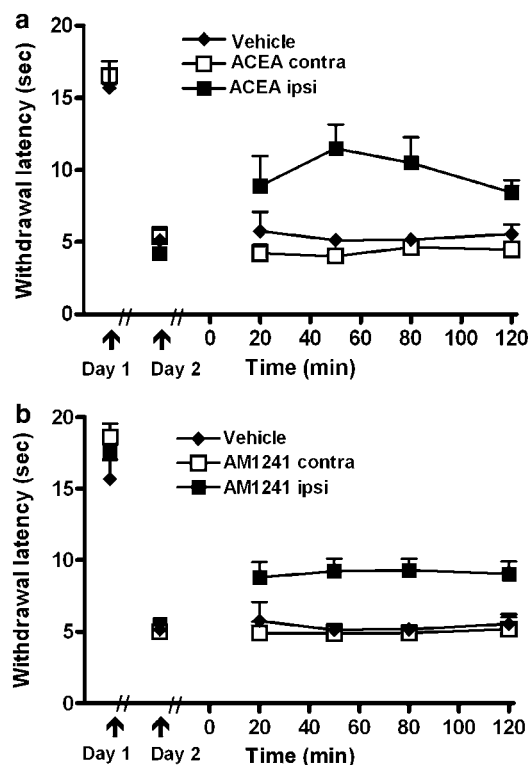 a
Withdrawal latency (sec)
20
15
10
5
0
Vehicle
ACEA contra
ACEA ipsi
0 20 40 60 80 100 120
Day 1 Day 2 Time (min)
b
Withdrawal latency (sec)
20
15
10
5
0
Vehicle
AM1241 contra
AM1241 ipsi
0 20 40 60 80 100 120
Day 1 Day 2 Time (min)